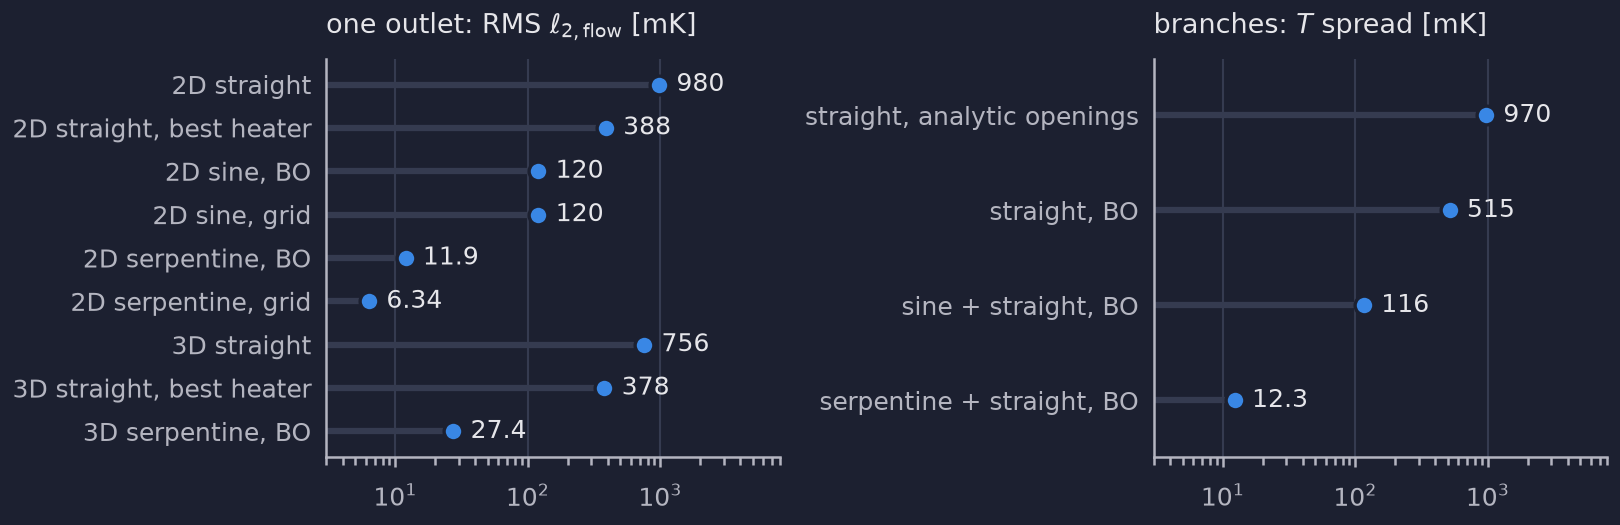 one outlet: RMS ℓ₂, flow [mK]
2D straight
980
2D straight, best heater
388
2D sine, BO
120
2D sine, grid
120
2D serpentine, BO
11.9
2D serpentine, grid
6.34
3D straight
756
3D straight, best heater
378
3D serpentine, BO
27.4
10¹
10²
10³
branches: T spread [mK]
straight, analytic openings
970
straight, BO
515
sine + straight, BO
116
serpentine + straight, BO
12.3
10¹
10²
10³